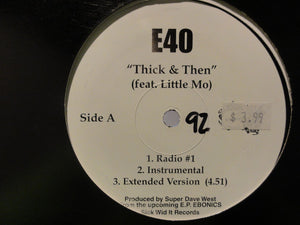 E40
"Thick & Then"
(feat. Little Mo)
Side A
92
$3.99
1. Radio #1
2. Instrumental
3. Extended Version (4.51)
Produced by Super Dave West
from the upcoming E.P. EBONICS
Sick Wid It Records